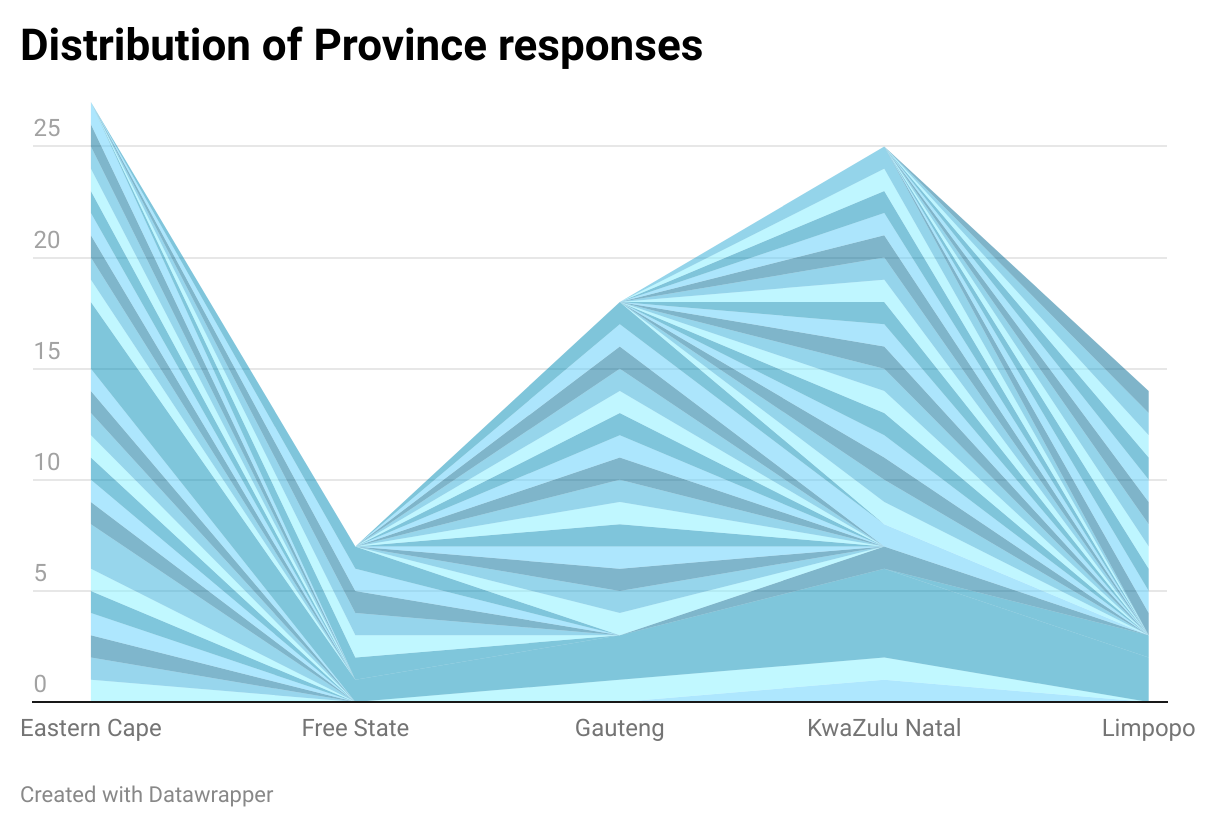 Distribution of Province responses
25
20
15
10
5
0
Eastern Cape Free State Gauteng KwaZulu Natal Limpopo
Created with Datawrapper